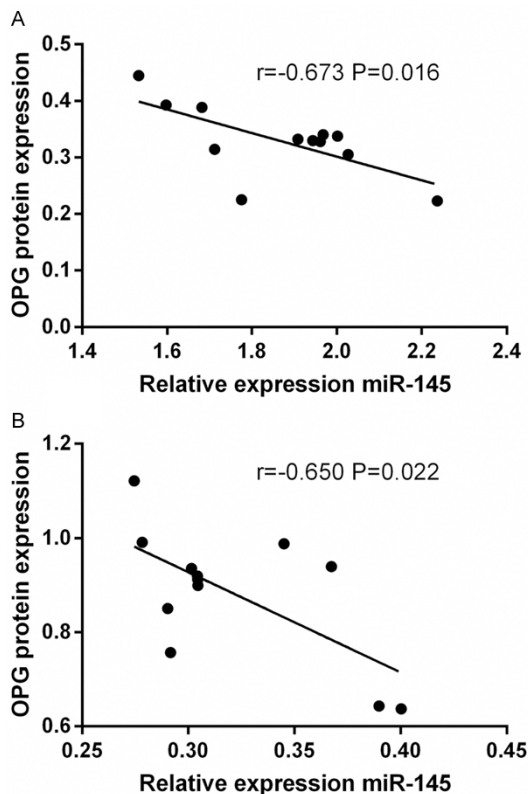 A
r=-0.673 P=0.016
OPG protein expression
0.5
0.4
0.3
0.2
0.1
0.0
1.4 1.6 1.8 2.0 2.2 2.4
Relative expression miR-145
B
r=-0.650 P=0.022
OPG protein expression
1.2
1.0
0.8
0.6
0.25 0.30 0.35 0.40 0.45
Relative expression miR-145